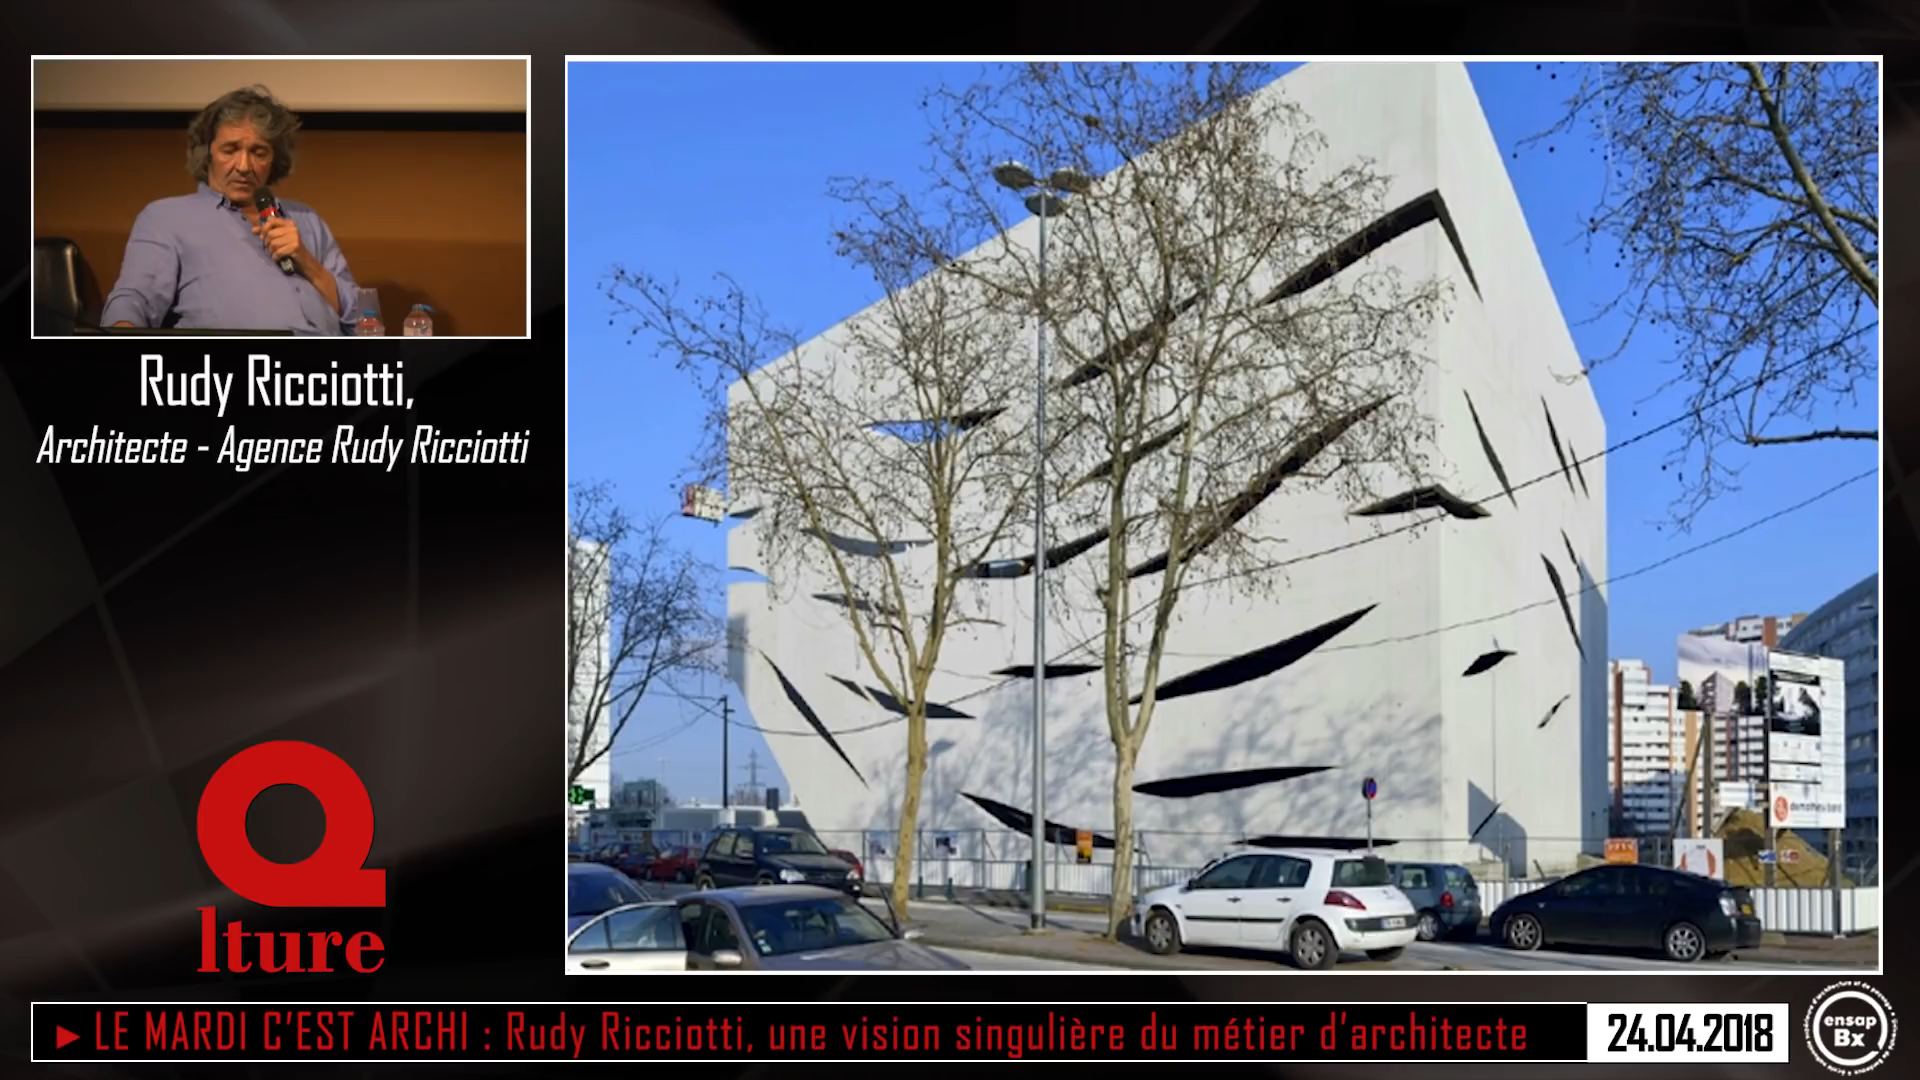 Rudy Ricciotti,
Architecte - Agence Rudy Ricciotti
Q
lture
► LE MARDI C'EST ARCHI : Rudy Ricciotti, une vision singulière du métier d'architecte
24.04.2018
ensap
Bx